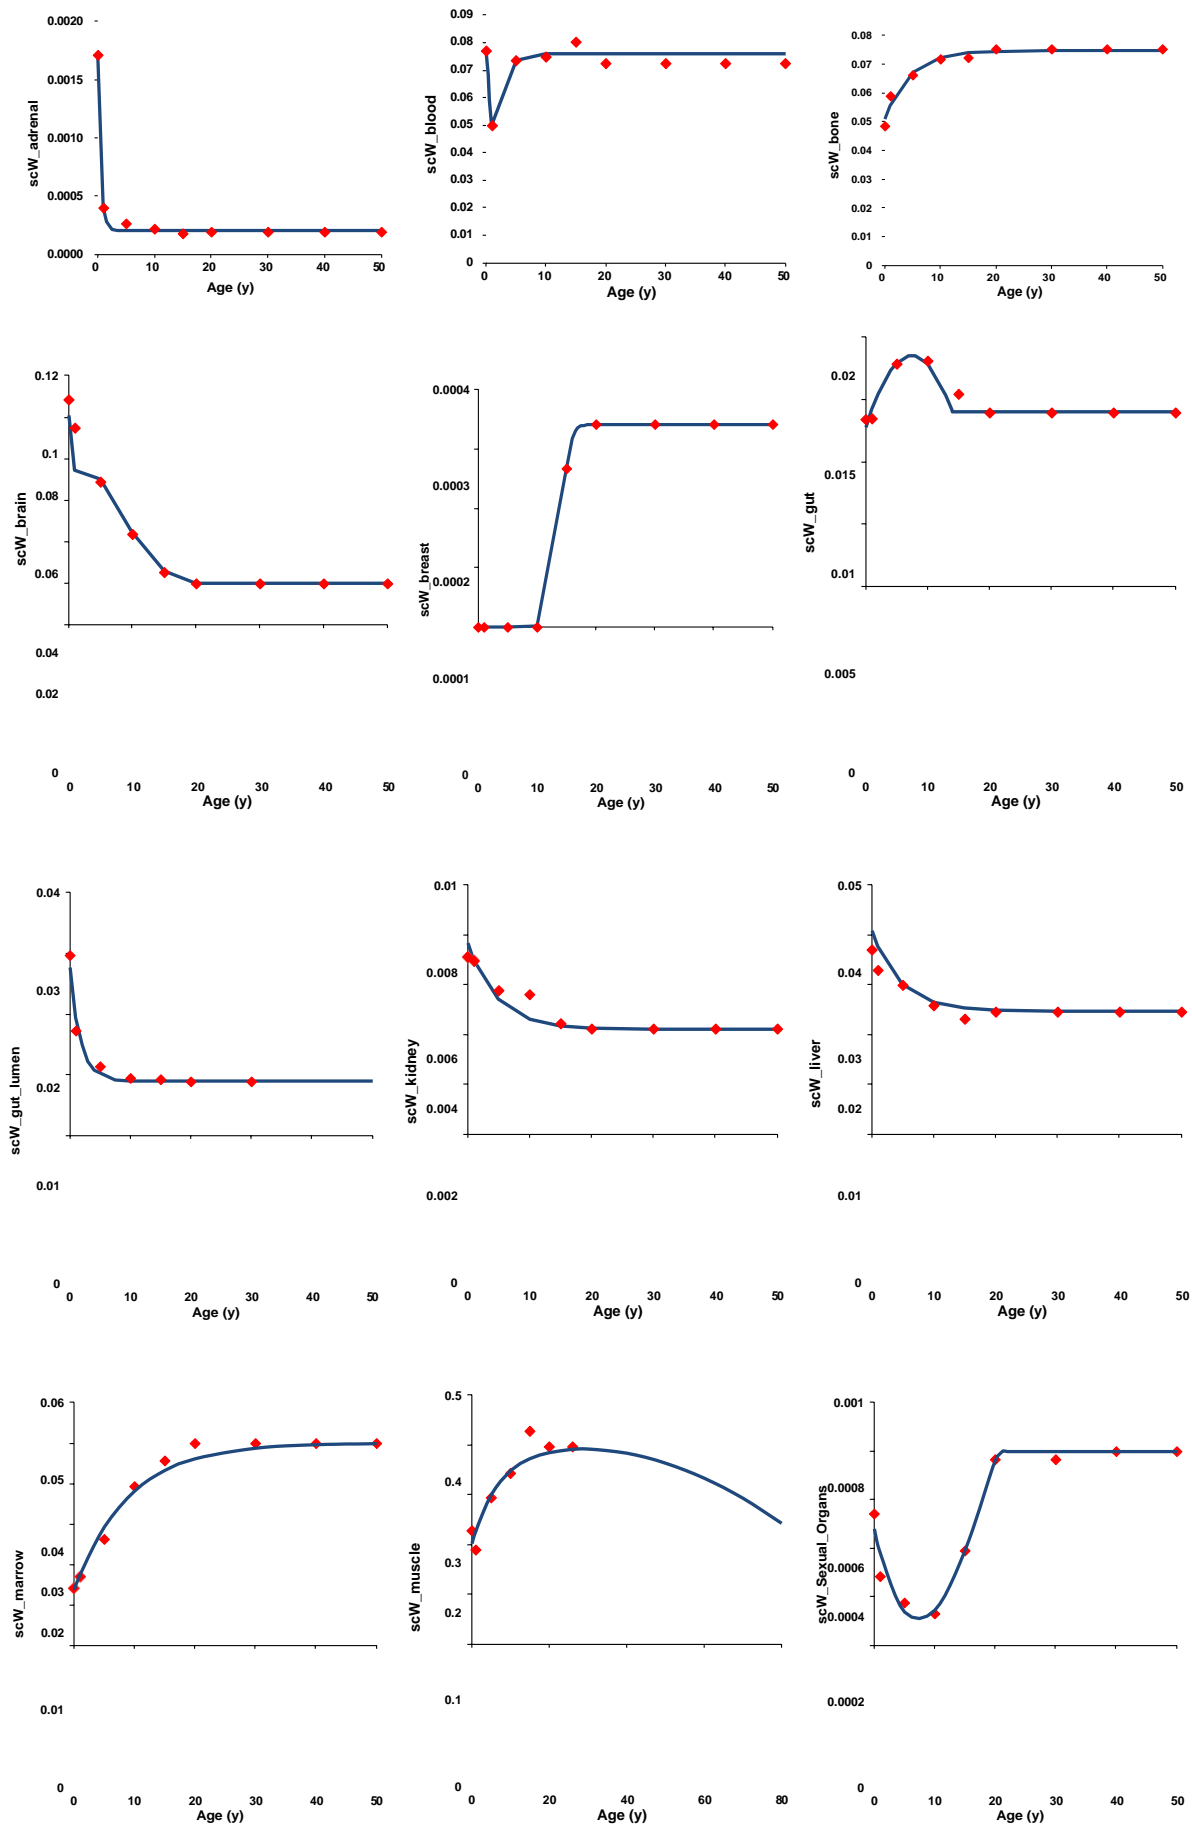 0.0020
0.0015
0.0010
0.0005
0.0000
scW_adrenal
0 10 20 30 40 50
Age (y)
0.09
0.08
0.07
0.06
0.05
0.04
0.03
0.02
0.01
0
scW_blood
0 10 20 30 40 50
Age (y)
0.08
0.07
0.06
0.05
0.04
0.03
0.02
0.01
0
scW_bone
0 10 20 30 40 50
Age (y)
0.12
0.1
0.08
0.06
0.04
0.02
0
scW_brain
0 10 20 30 40 50
Age (y)
0.0004
0.0003
0.0002
0.0001
0
scW_breast
0 10 20 30 40 50
Age (y)
0.02
0.015
0.01
0.005
0
scW_gut
0 10 20 30 40 50
Age (y)
0.04
0.03
0.02
0.01
0
scW_gut_lumen
0 10 20 30 40 50
Age (y)
0.01
0.008
0.006
0.004
0.002
0
scW_kidney
0 10 20 30 40 50
Age (y)
0.05
0.04
0.03
0.02
0.01
0
scW_liver
0 10 20 30 40 50
Age (y)
0.06
0.05
0.04
0.03
0.02
0.01
0
scW_marrow
0 10 20 30 40 50
Age (y)
0.5
0.4
0.3
0.2
0.1
0
scW_muscle
0 20 40 60 80
Age (y)
0.001
0.0008
0.0006
0.0004
0.0002
0
scW_Sexual_Organs
0 10 20 30 40 50
Age (y)